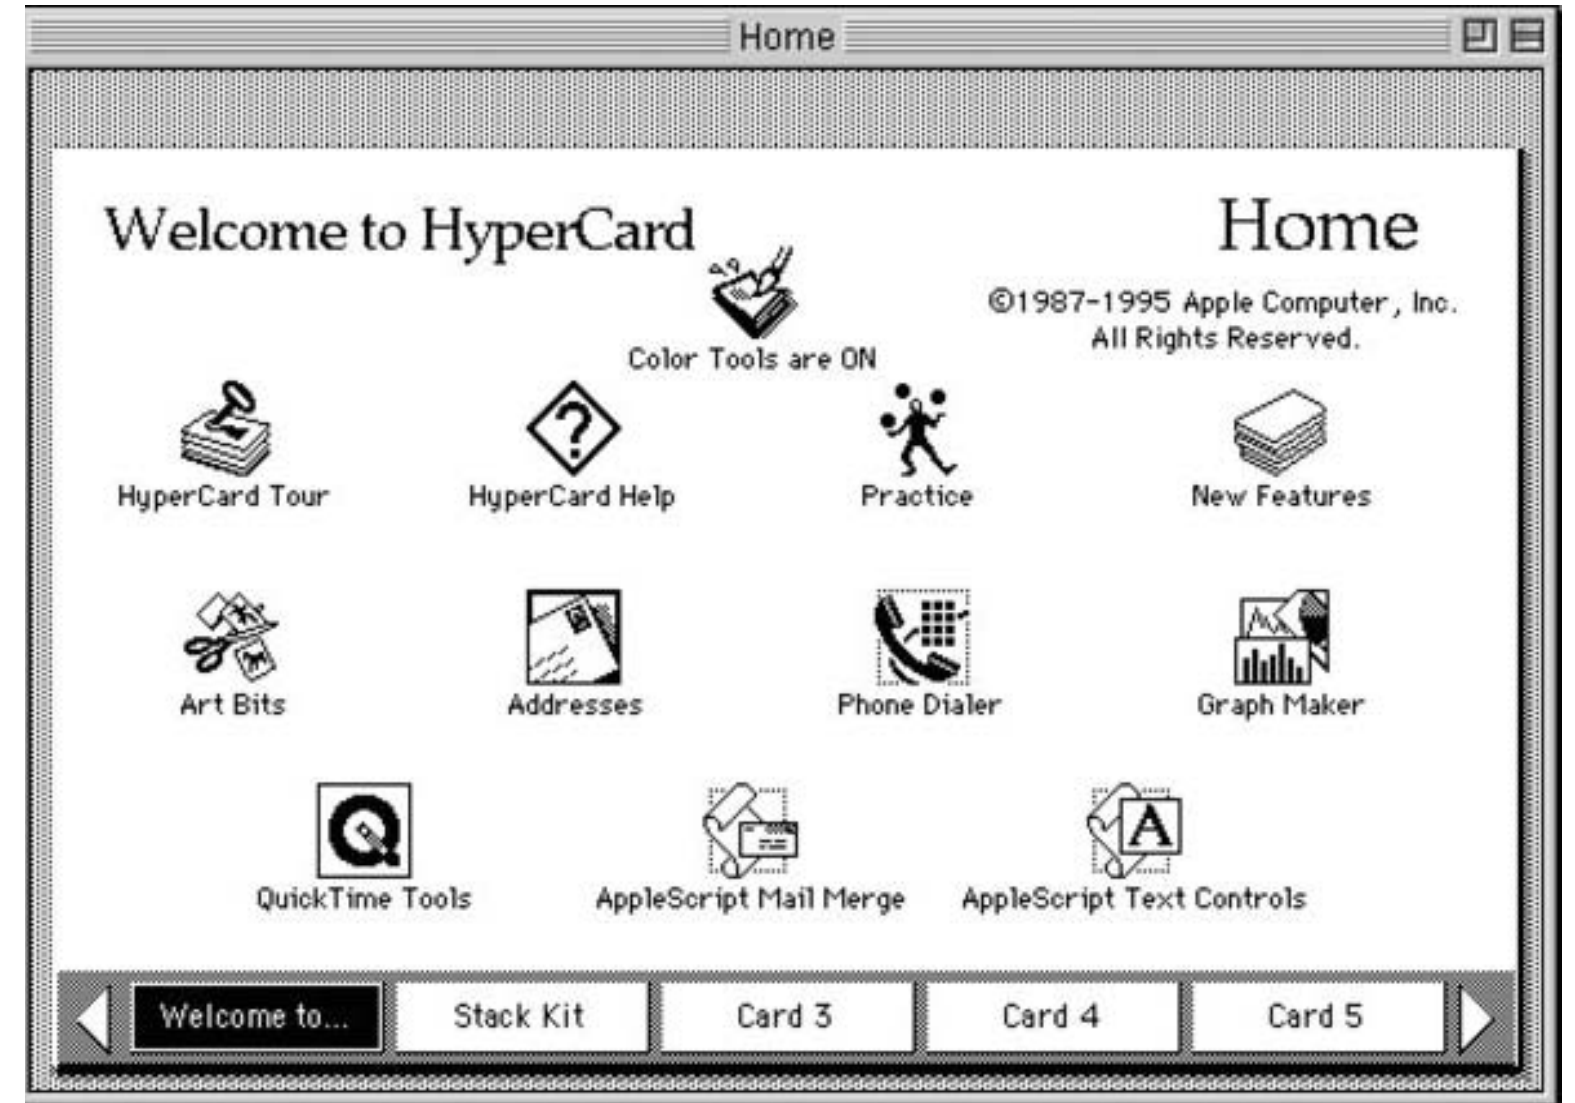 Home
Welcome to HyperCard
Home
©1987-1995 Apple Computer, Inc.
All Rights Reserved.
Color Tools are ON
HyperCard Tour
HyperCard Help
Practice
New Features
Art Bits
Addresses
Phone Dialer
Graph Maker
QuickTime Tools
AppleScript Mail Merge
A
AppleScript Text Controls
Welcome to...
Stack Kit
Card 3
Card 4
Card 5